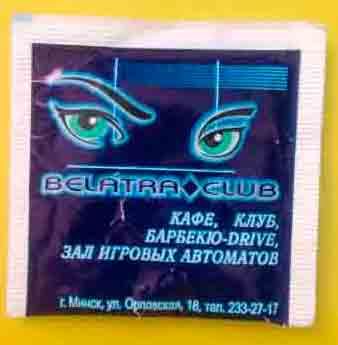 BELATRA♦CLUB
КАФЕ, КЛУБ,
БАРБЕКЮ-DRIVE,
ЗАЛ ИГРОВЫХ АВТОМАТОВ
г. Минск, ул. Орловская, 18, тел. 233-27-17